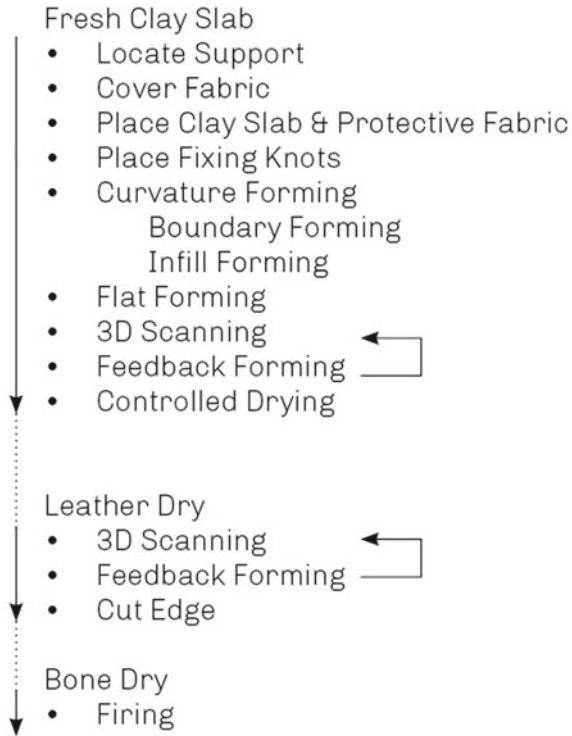 Fresh Clay Slab
• Locate Support
• Cover Fabric
• Place Clay Slab & Protective Fabric
• Place Fixing Knots
• Curvature Forming
Boundary Forming
Infill Forming
• Flat Forming
• 3D Scanning
• Feedback Forming
• Controlled Drying
Leather Dry
• 3D Scanning
• Feedback Forming
• Cut Edge
Bone Dry
• Firing